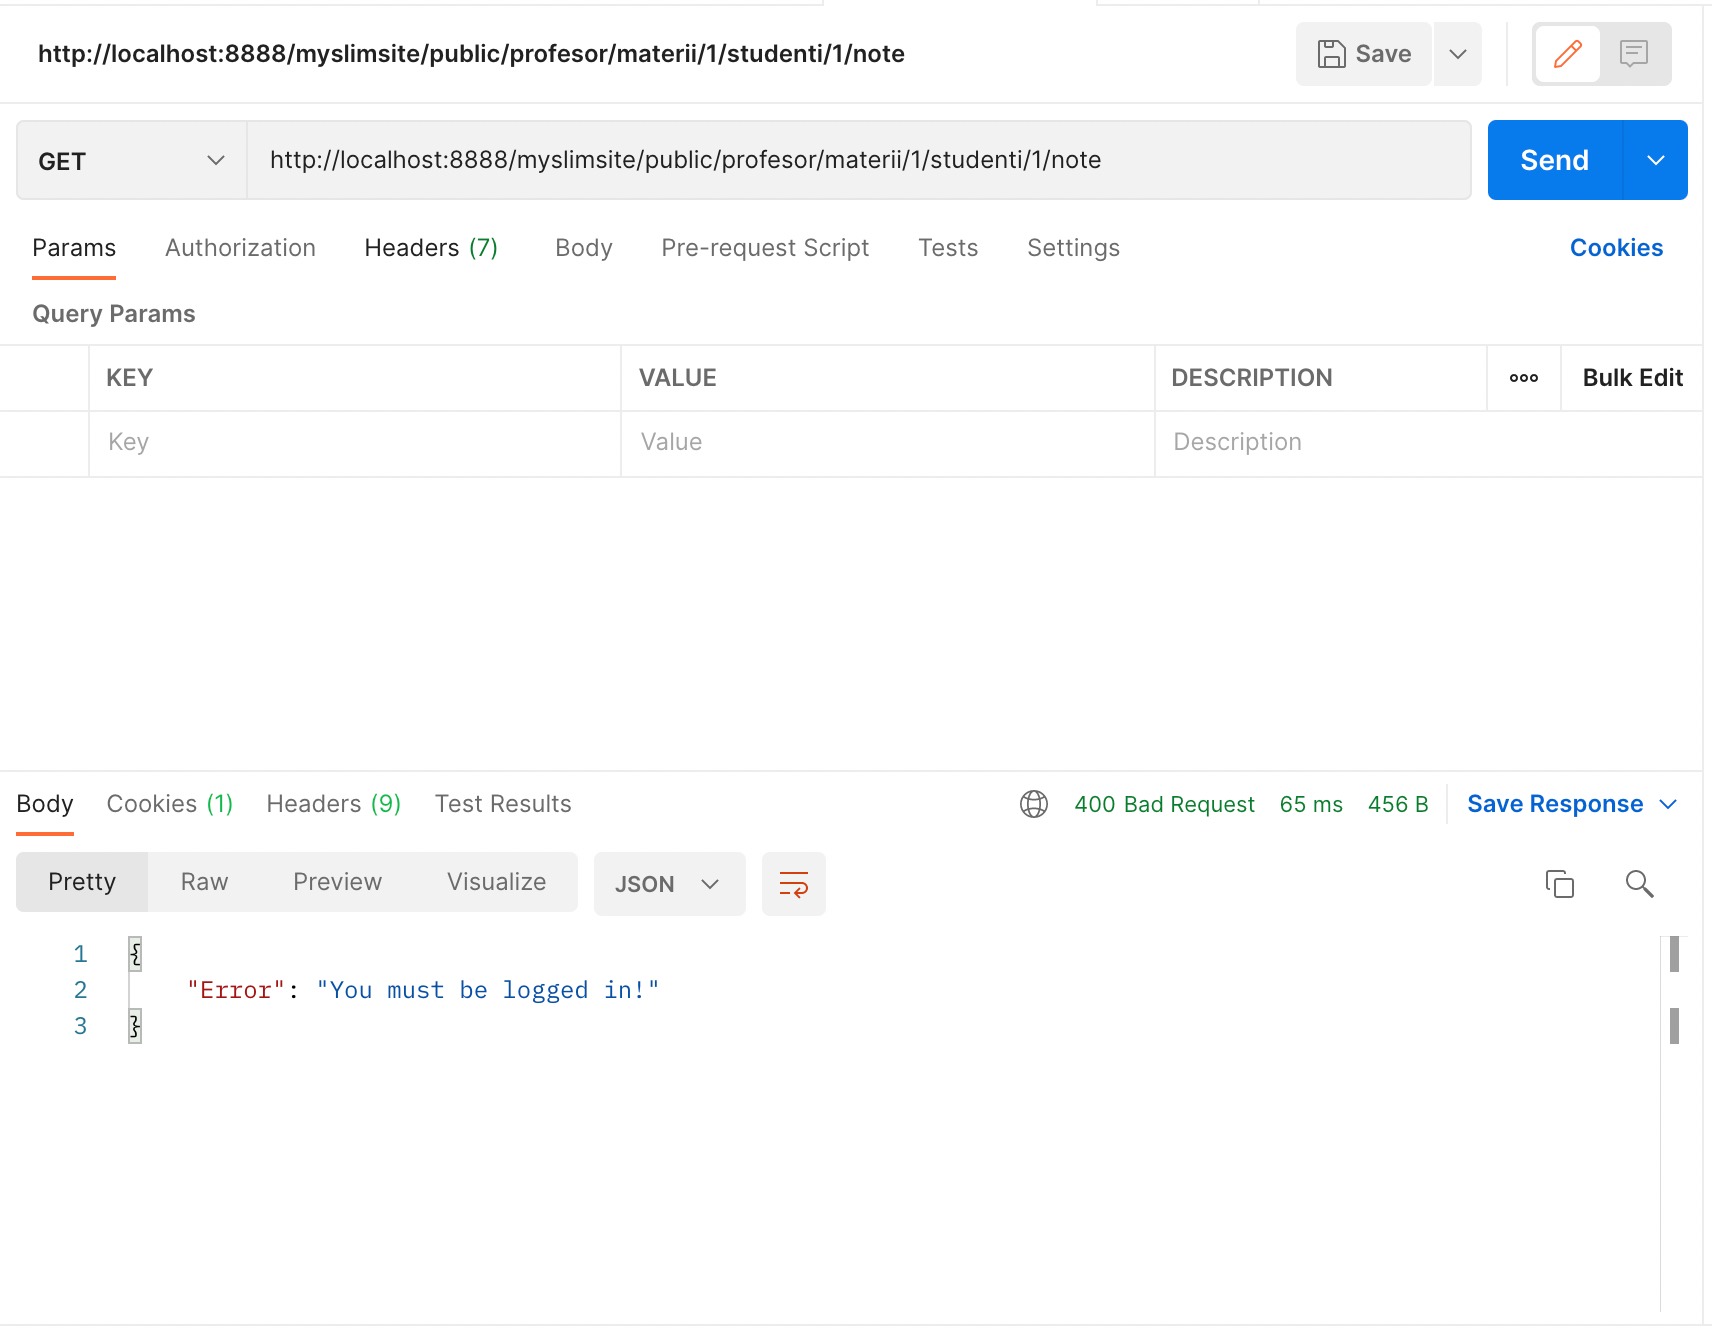 http://localhost:8888/myslimsite/public/profesor/materii/1/studenti/1/note
Save
GET
http://localhost:8888/myslimsite/public/profesor/materii/1/studenti/1/note
Send
Params Authorization Headers (7) Body Pre-request Script Tests Settings Cookies
Query Params
KEY VALUE DESCRIPTION ooo Bulk Edit
Key Value Description
Body Cookies (1) Headers (9) Test Results 400 Bad Request 65 ms 456 B Save Response
Pretty Raw Preview Visualize JSON
1 {
2 "Error": "You must be logged in!"
3 }